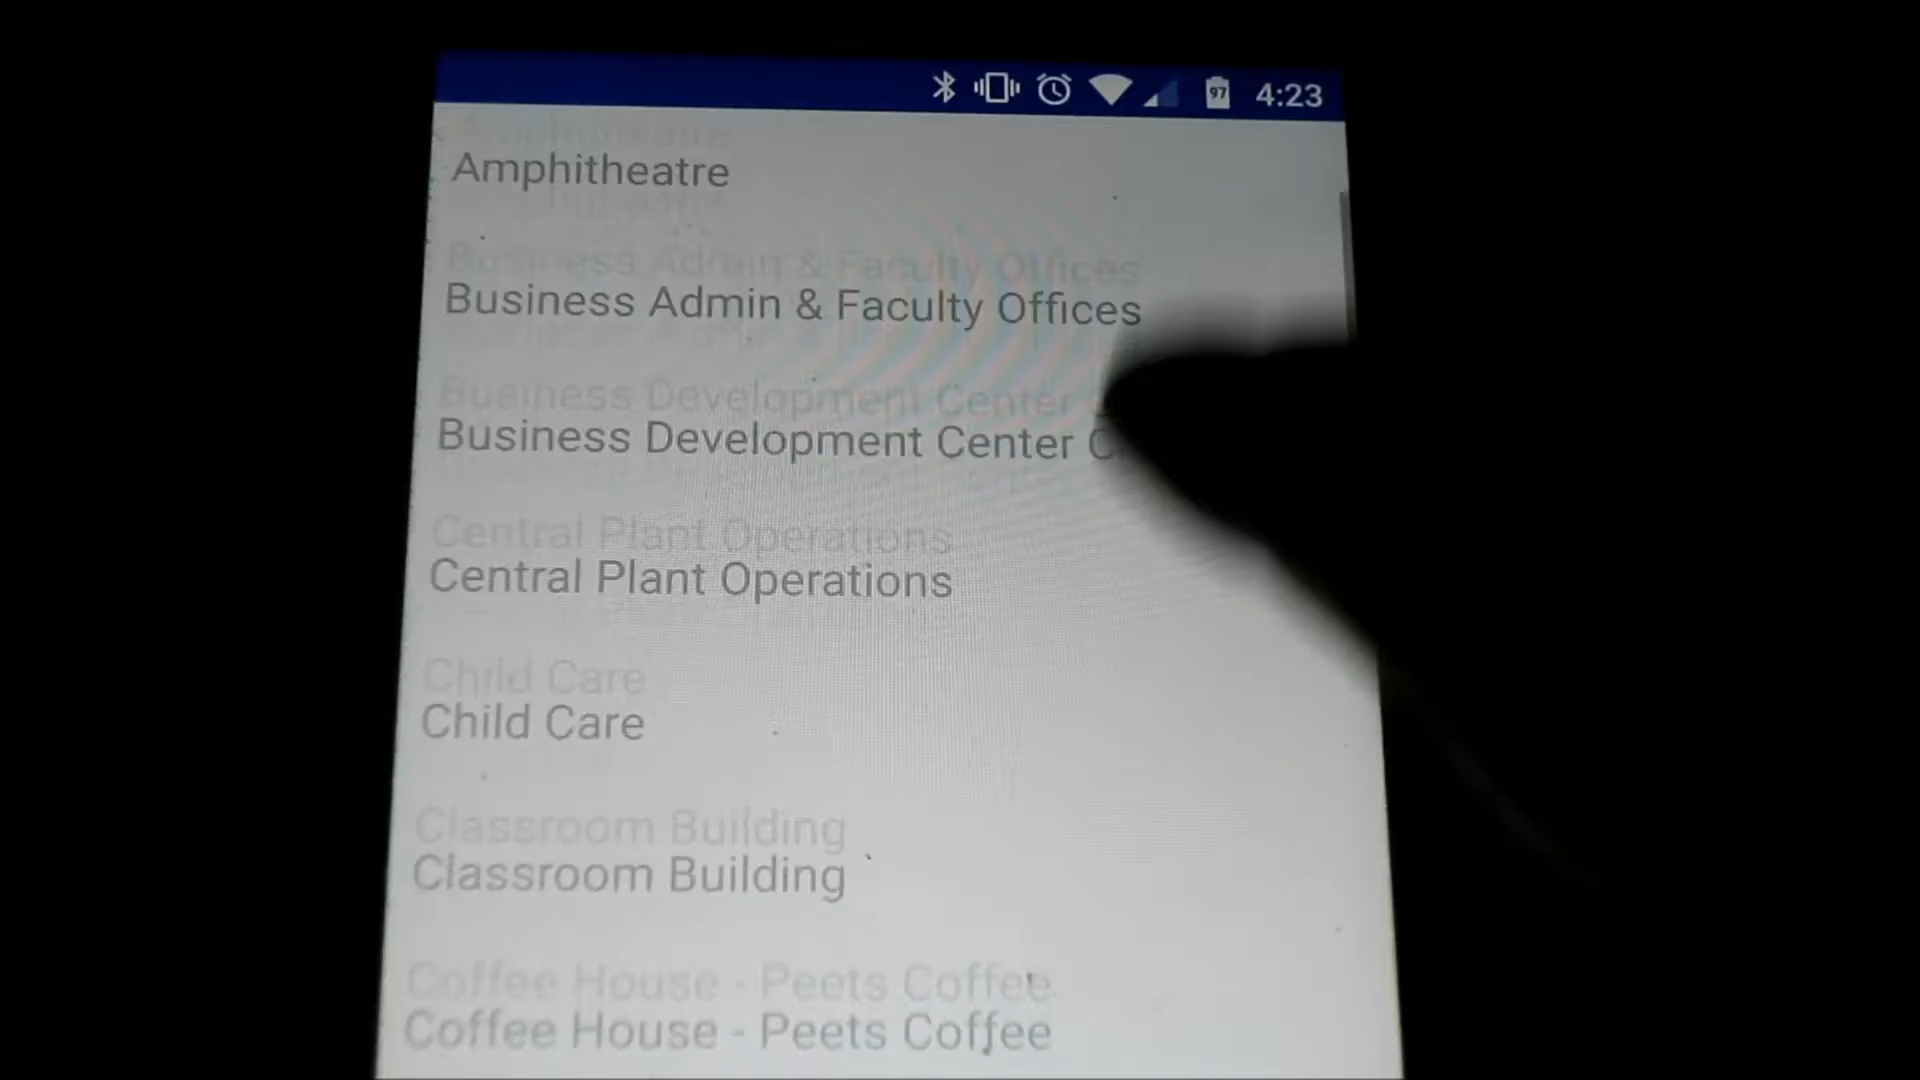 97 4:23
Amphitheatre
Business Admin & Faculty Offices
Business Development Center
Central Plant Operations
Child Care
Classroom Building
Coffee House - Peets Coffee